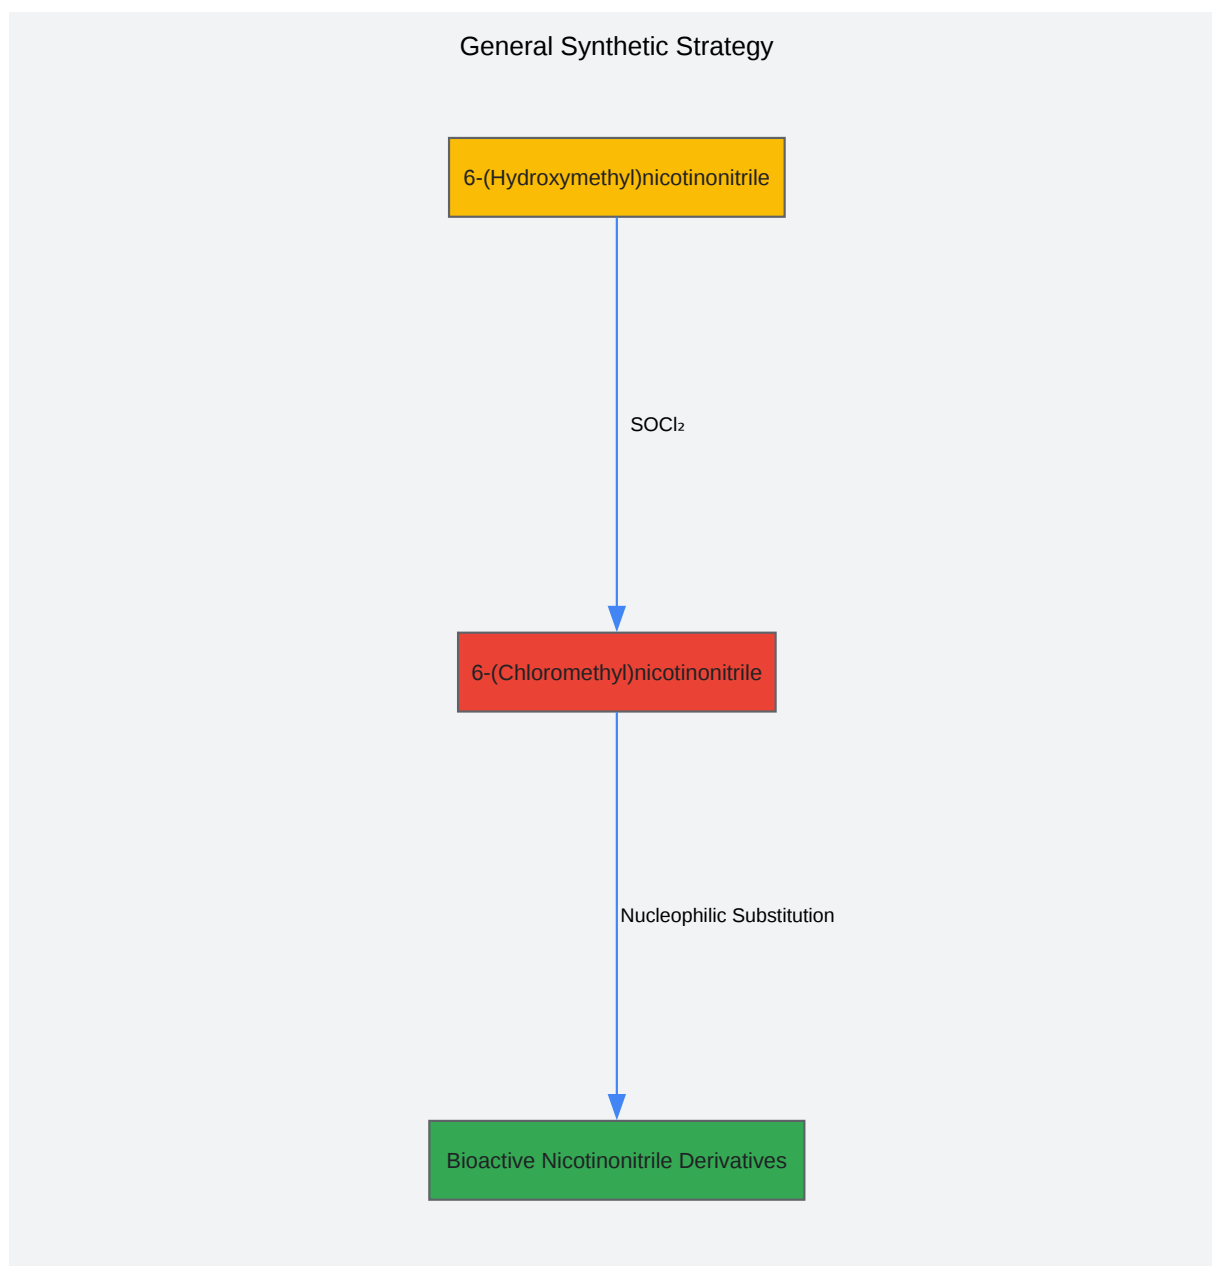 General Synthetic Strategy
6-(Hydroxymethyl)nicotinonitrile
SOCl₂
6-(Chloromethyl)nicotinonitrile
Nucleophilic Substitution
Bioactive Nicotinonitrile Derivatives